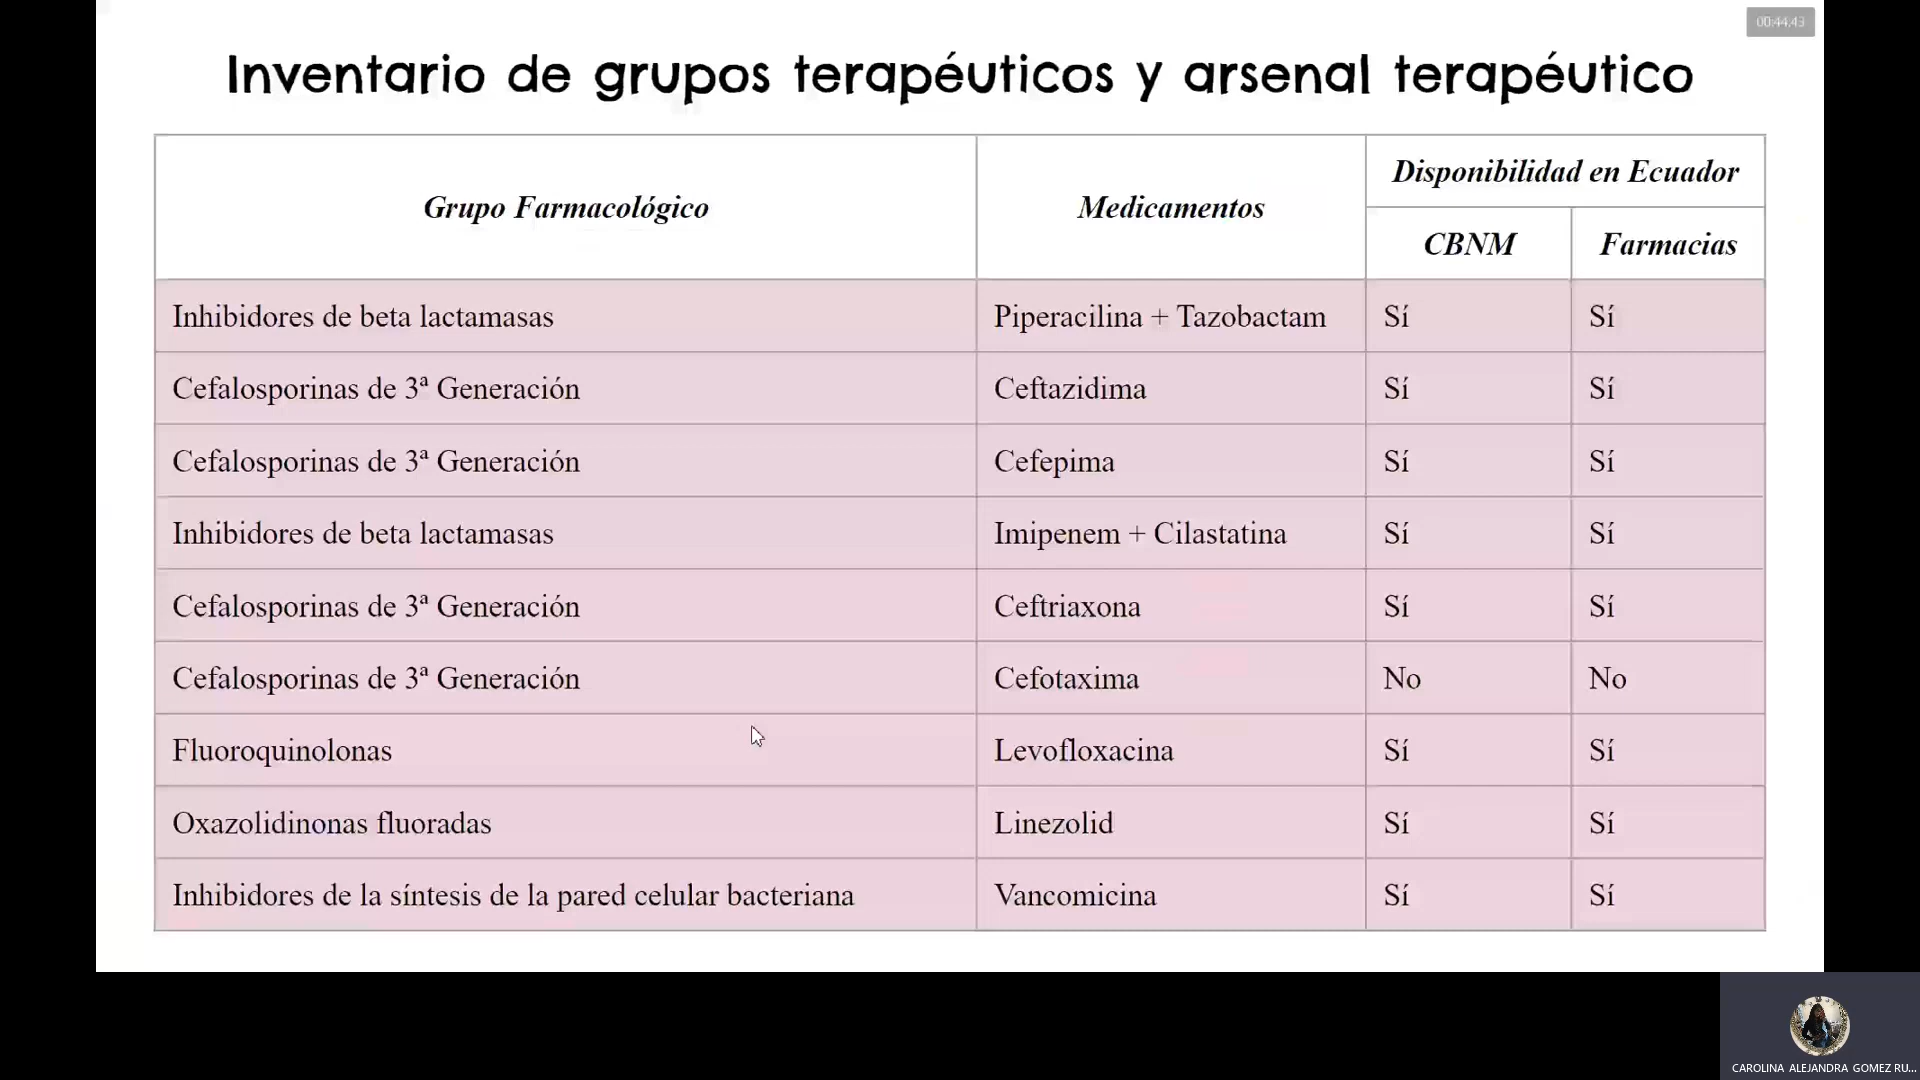 00:44:43
Inventario de grupos terapéuticos y arsenal terapéutico
Grupo Farmacológico Medicamentos Disponibilidad en Ecuador
CBNM Farmacias
Inhibidores de beta lactamasas Piperacilina + Tazobactam Sí Sí
Cefalosporinas de 3ª Generación Ceftazidima Sí Sí
Cefalosporinas de 3ª Generación Cefepima Sí Sí
Inhibidores de beta lactamasas Imipenem + Cilastatina Sí Sí
Cefalosporinas de 3ª Generación Ceftriaxona Sí Sí
Cefalosporinas de 3ª Generación Cefotaxima No No
Fluoroquinolonas Levofloxacina Sí Sí
Oxazolidinonas fluoradas Linezolid Sí Sí
Inhibidores de la síntesis de la pared celular bacteriana Vancomicina Sí Sí
CAROLINA ALEJANDRA GOMEZ RU...